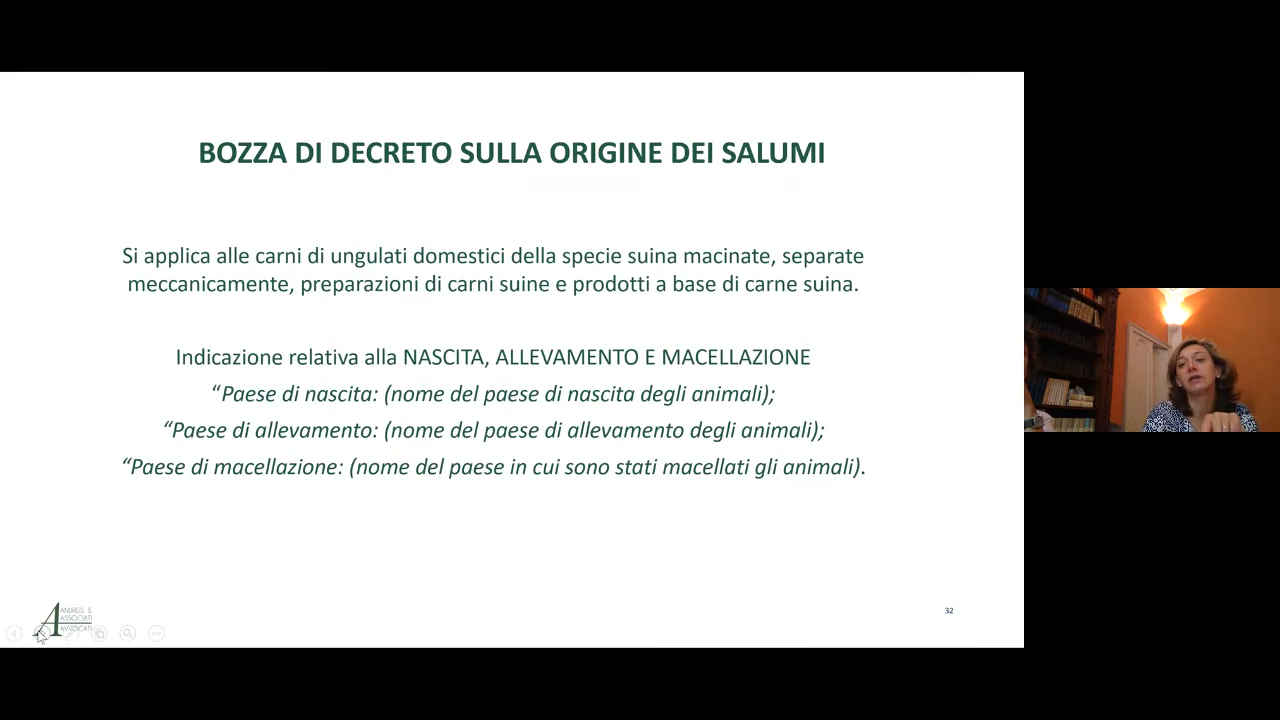 BOZZA DI DECRETO SULLA ORIGINE DEI SALUMI
Si applica alle carni di ungulati domestici della specie suina macinate, separate
meccanicamente, preparazioni di carni suine e prodotti a base di carne suina.
Indicazione relativa alla NASCITA, ALLEVAMENTO E MACELLAZIONE
“Paese di nascita: (nome del paese di nascita degli animali);
“Paese di allevamento: (nome del paese di allevamento degli animali);
“Paese di macellazione: (nome del paese in cui sono stati macellati gli animali).
ANDREIS E
ASSOCIATI
AVVOCATI
32